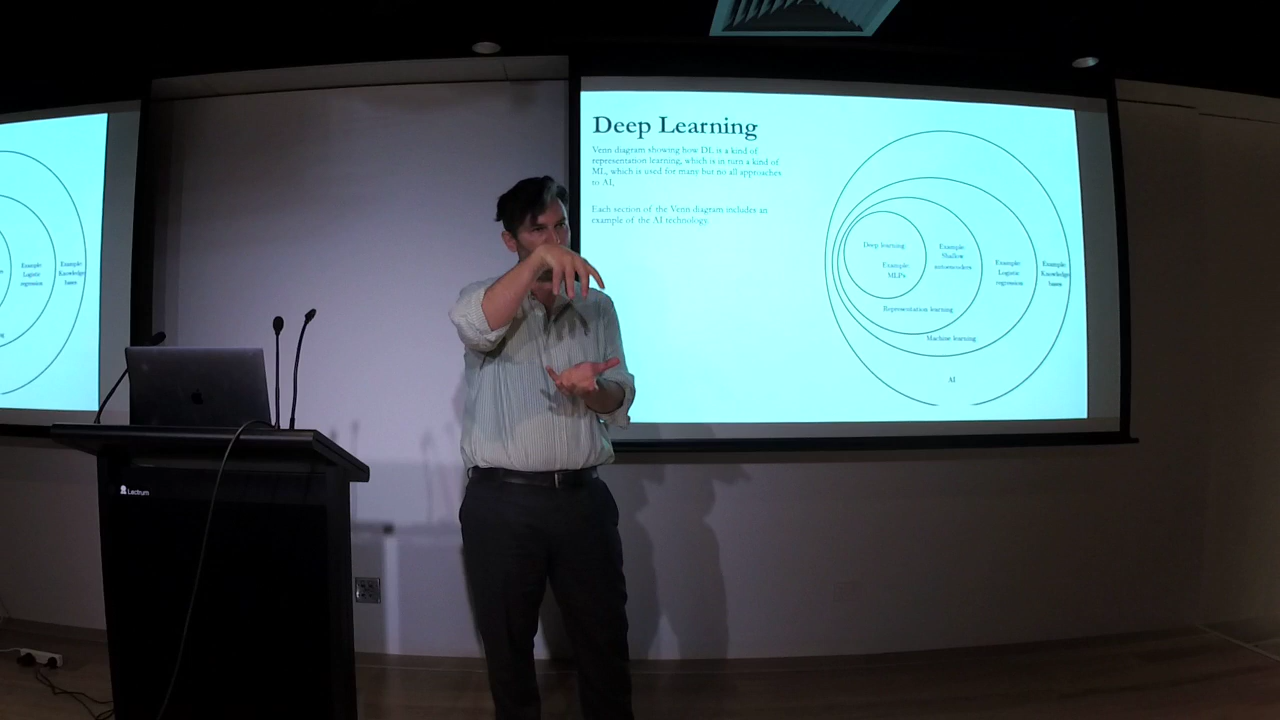 Deep Learning
Venn diagram showing how DL is a kind of
representation learning, which is in turn a kind of
ML, which is used for many but no all approaches
to AI,
Each section of the Venn diagram includes an
example of the AI technology.
Deep learning:
Example:
MLPs
Example:
Shallow
autoencoders
Example:
Logistic
regression
Example:
Knowledge
bases
Representation learning
Machine learning
AI
Example:
Logistic
regression
Example:
Knowledge
bases
Lectrum